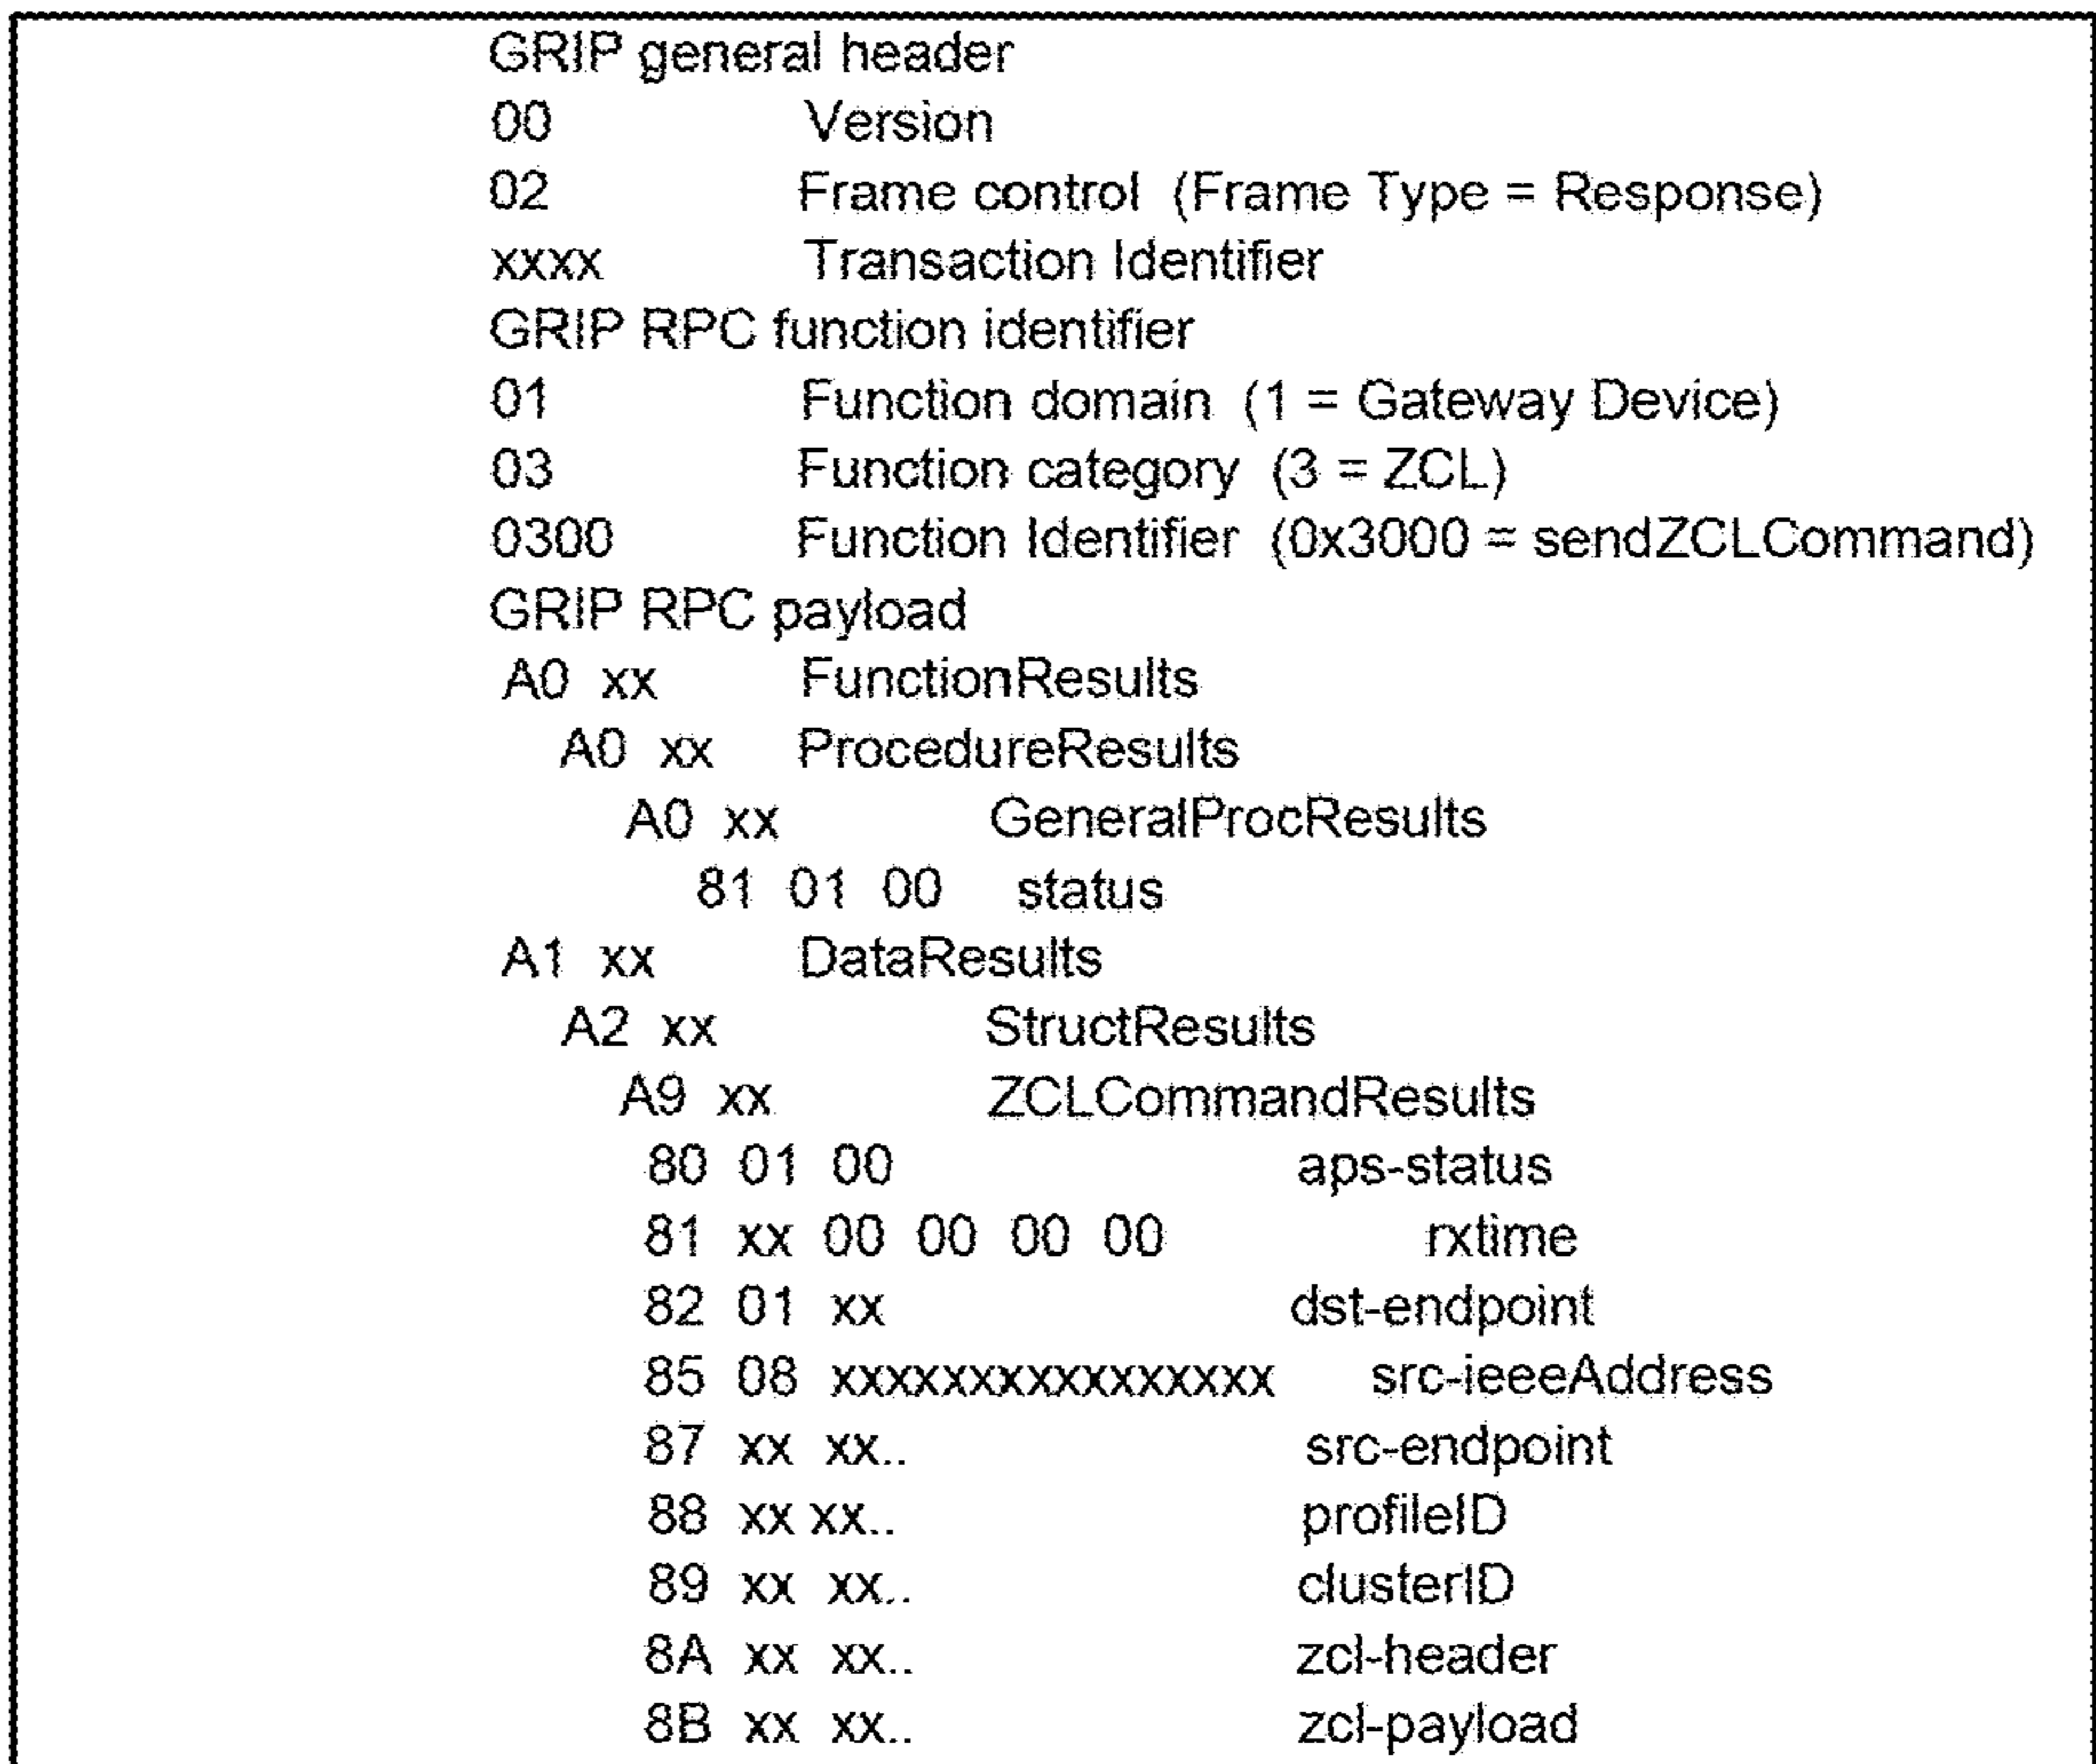 GRIP general header
00 Version
02 Frame control (Frame Type = Response)
xxxx Transaction Identifier
GRIP RPC function identifier
01 Function domain (1 = Gateway Device)
03 Function category (3 = ZCL)
0300 Function Identifier (0x3000 = sendZCLCommand)
GRIP RPC payload
A0 xx FunctionResults
A0 xx ProcedureResults
A0 xx GeneralProcResults
81 01 00 status
A1 xx DataResults
A2 xx StructResults
A9 xx ZCLCommandResults
80 01 00 aps-status
81 xx 00 00 00 00 rxtime
82 01 xx dst-endpoint
85 08 xxxxxxxxxxxxxxxx src-ieeeAddress
87 xx xx.. src-endpoint
88 xx xx.. profileID
89 xx xx.. clusterID
8A xx xx.. zcl-header
8B xx xx.. zcl-payload